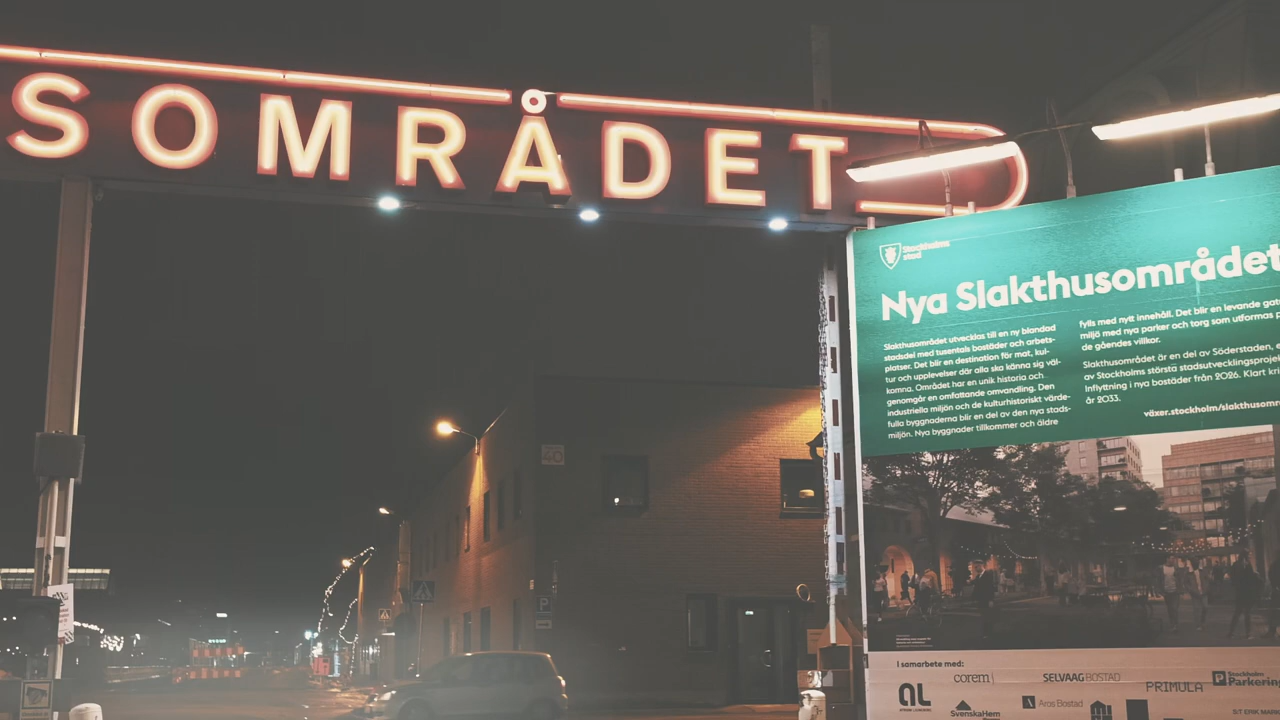 SOMRÅDET
Stockholms
stad
Nya Slakthusområdet
Slakthusområdet utvecklas till en ny blandad
stadsdel med tusentals bostäder och arbets-
platser. Det blir en destination för mat, kul-
tur och upplevelser där alla ska känna sig väl-
komna. Området har en unik historia och
genomgår en omfattande omvandling. Den
industriella miljön och de kulturhistoriskt värde-
fulla byggnaderna blir en del av den nya stads-
miljön. Nya byggnader tillkommer och äldre
fylls med nytt innehåll. Det blir en levande gat
miljö med nya parker och torg som utformas p
de gåendes villkor.
Slakthusområdet är en del av Söderstaden, e
av Stockholms största stadsutvecklingsprojek
Inflyttning i nya bostäder från 2026. Klart kri
år 2033.
växer.stockholm/slakthusomr
40
P
I samarbete med:
corem
SELVAAG BOSTAD
PRIMULA
P Stockholm
Parkering
AL
SvenskaHem
Aros Bostad
S:T ERIK MARK